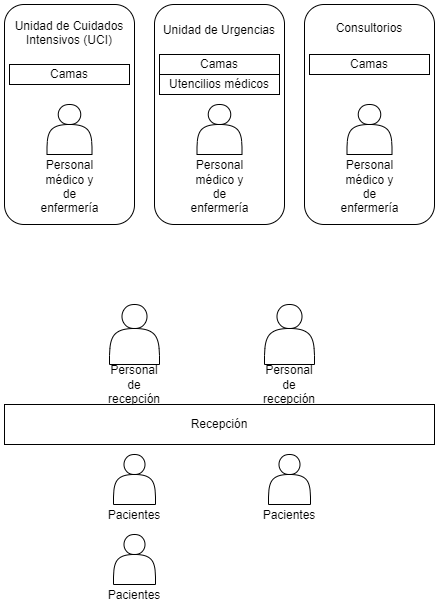 Unidad de Cuidados
Intensivos (UCI)
Camas
Personal
médico y
de
enfermería
Unidad de Urgencias
Camas
Utencilios médicos
Personal
médico y
de
enfermería
Consultorios
Camas
Personal
médico y
de
enfermería
Personal
de
recepción
Personal
de
recepción
Recepción
Pacientes
Pacientes
Pacientes